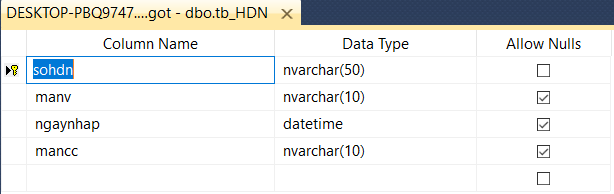 DESKTOP-PBQ9747....got - dbo.tb_HDN
Column Name Data Type Allow Nulls
sohdn nvarchar(50)
manv nvarchar(10)
ngaynhap datetime
mancc nvarchar(10)